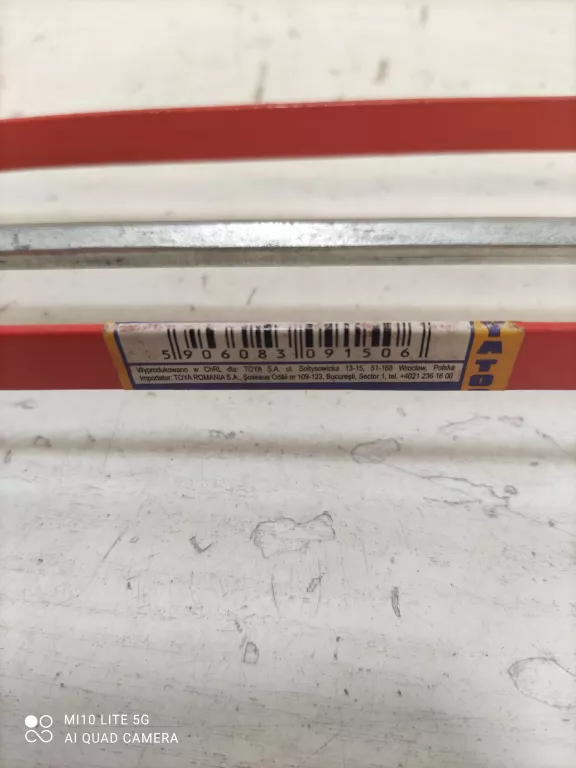 5 906083 091506
YATO
Wyprodukowano w ChRL dla: TOYA S.A. ul. Sołtysowicka 13-15, 51-168 Wrocław, Polska
Importator: TOYA ROMANIA S.A., Șoseaua Odăii nr 109-123, București, Sector 1, tel. +4021 236 16 00
MI10 LITE 5G
AI QUAD CAMERA